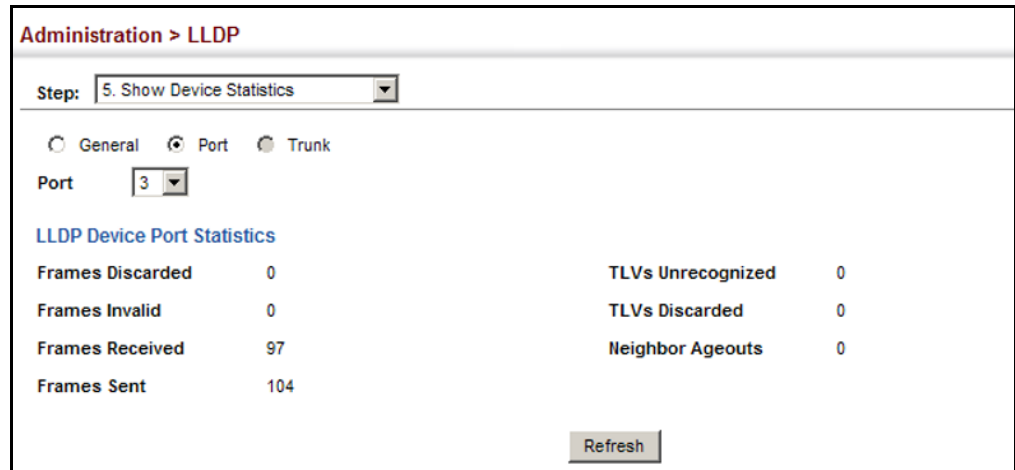 Administration > LLDP
Step: 5. Show Device Statistics
General Port Trunk
Port 3
LLDP Device Port Statistics
Frames Discarded 0 TLVs Unrecognized 0
Frames Invalid 0 TLVs Discarded 0
Frames Received 97 Neighbor Ageouts 0
Frames Sent 104
Refresh